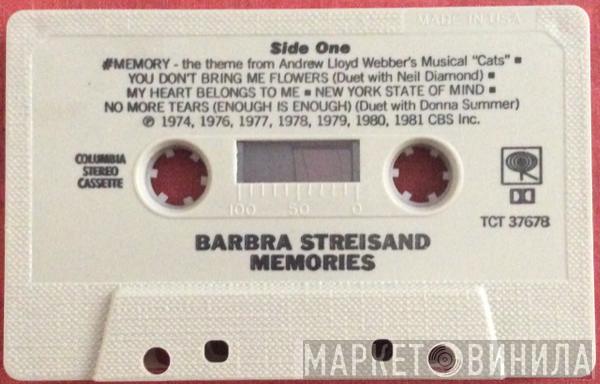 MADE IN U.S.A.
Side One
#MEMORY - the theme from Andrew Lloyd Webber's Musical "Cats" ■
YOU DON'T BRING ME FLOWERS (Duet with Neil Diamond) ■
MY HEART BELONGS TO ME ■ NEW YORK STATE OF MIND ■
NO MORE TEARS (ENOUGH IS ENOUGH) (Duet with Donna Summer)
℗ 1974, 1976, 1977, 1978, 1979, 1980, 1981 CBS Inc.
COLUMBIA
STEREO
CASSETTE
100 50 0
TCT 37678
BARBRA STREISAND
MEMORIES
МАРКЕТ ВИНИЛА